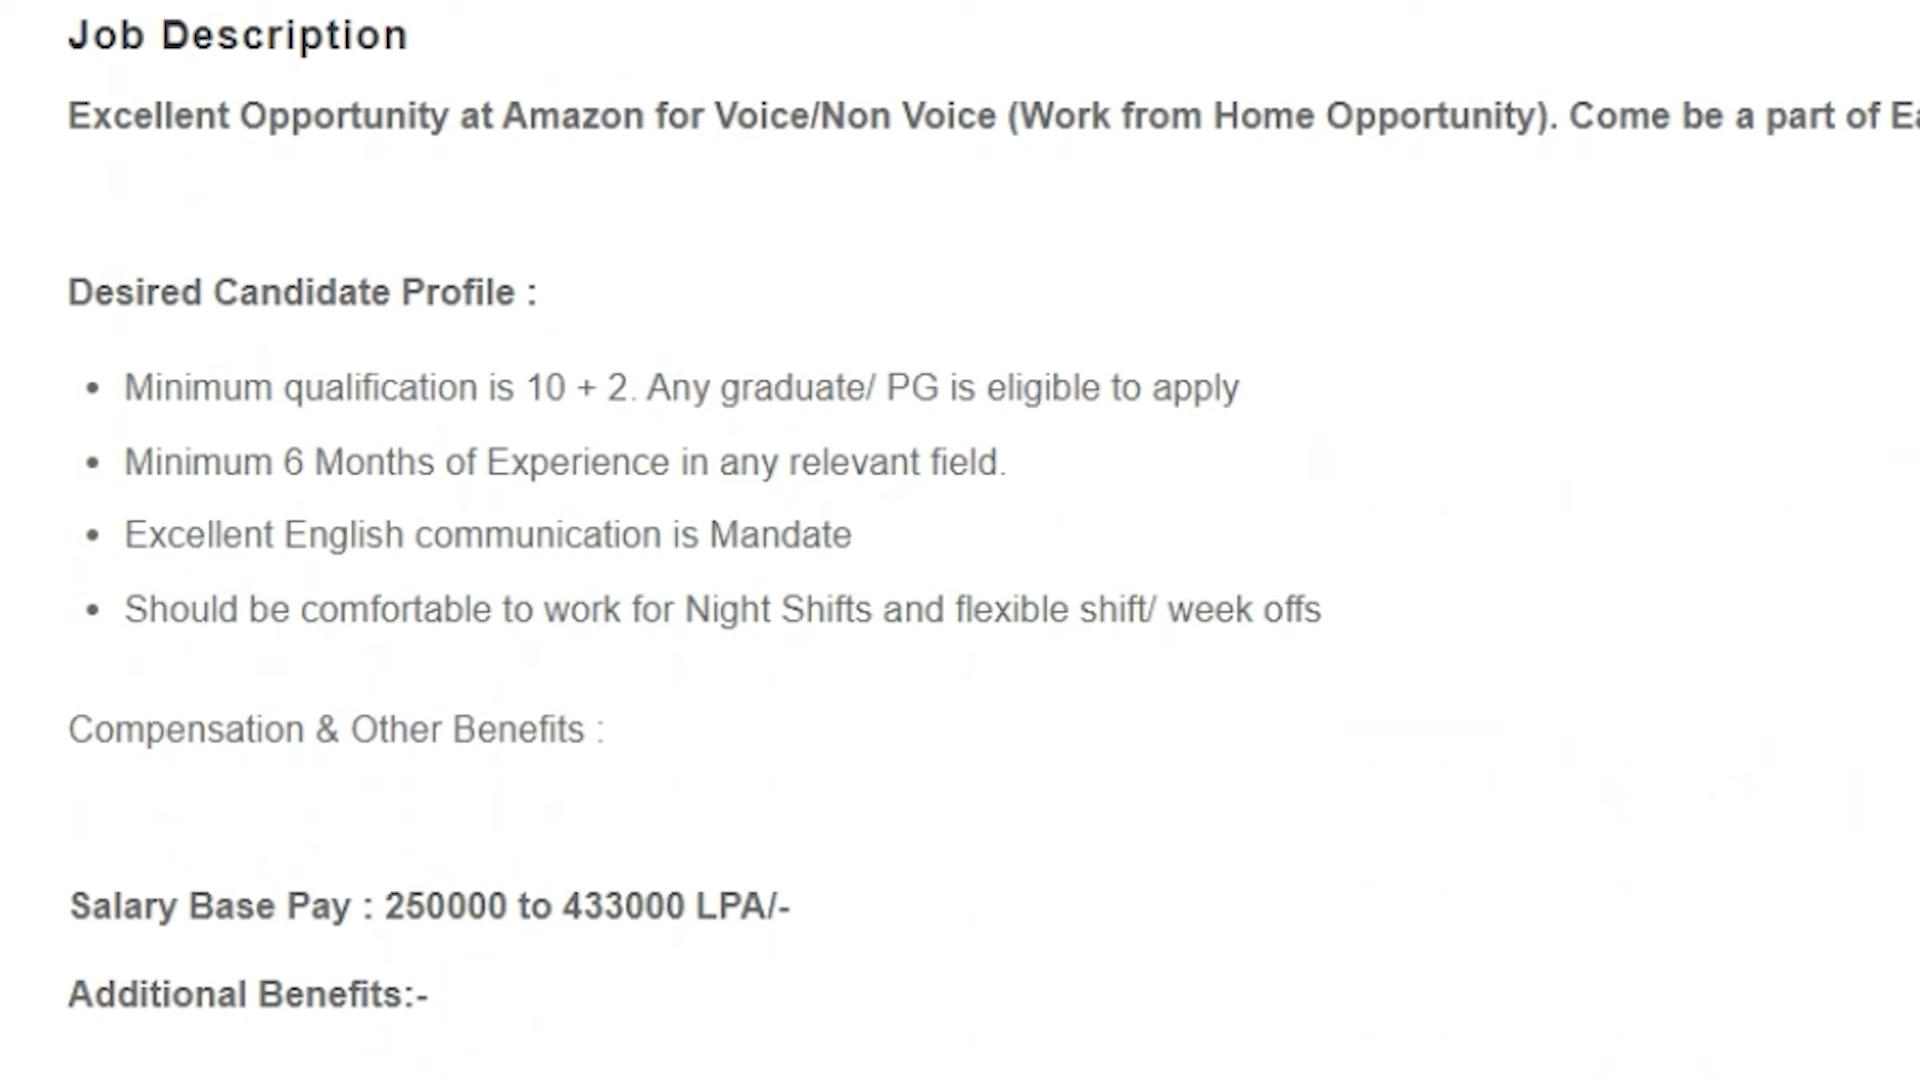 Job Description
Excellent Opportunity at Amazon for Voice/Non Voice (Work from Home Opportunity). Come be a part of
Desired Candidate Profile :
• Minimum qualification is 10 + 2. Any graduate/ PG is eligible to apply
• Minimum 6 Months of Experience in any relevant field.
• Excellent English communication is Mandate
• Should be comfortable to work for Night Shifts and flexible shift/ week offs
Compensation & Other Benefits :
Salary Base Pay : 250000 to 433000 LPA/-
Additional Benefits:-